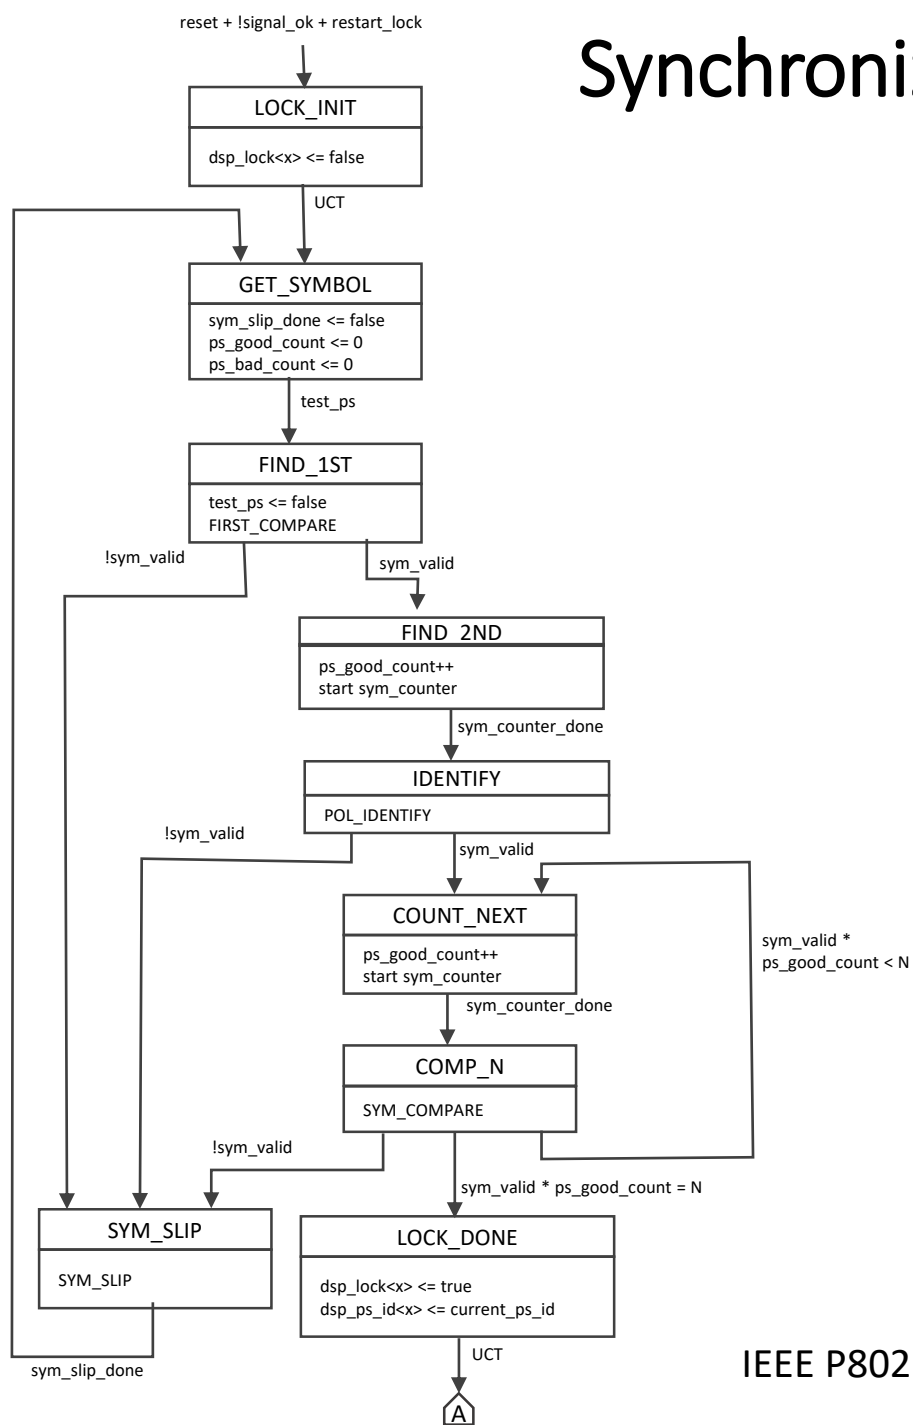 reset + !signal_ok + restart_lock
Synchroni
LOCK_INIT
dsp_lock<x> <= false
UCT
GET_SYMBOL
sym_slip_done <= false
ps_good_count <= 0
ps_bad_count <= 0
test_ps
FIND_1ST
test_ps <= false
FIRST_COMPARE
!sym_valid
sym_valid
FIND_2ND
ps_good_count++
start sym_counter
sym_counter_done
IDENTIFY
POL_IDENTIFY
!sym_valid
sym_valid
COUNT_NEXT
ps_good_count++
start sym_counter
sym_valid *
ps_good_count < N
sym_counter_done
COMP_N
SYM_COMPARE
!sym_valid
sym_valid * ps_good_count = N
SYM_SLIP
SYM_SLIP
LOCK_DONE
dsp_lock<x> <= true
dsp_ps_id<x> <= current_ps_id
UCT
sym_slip_done
IEEE P802
A